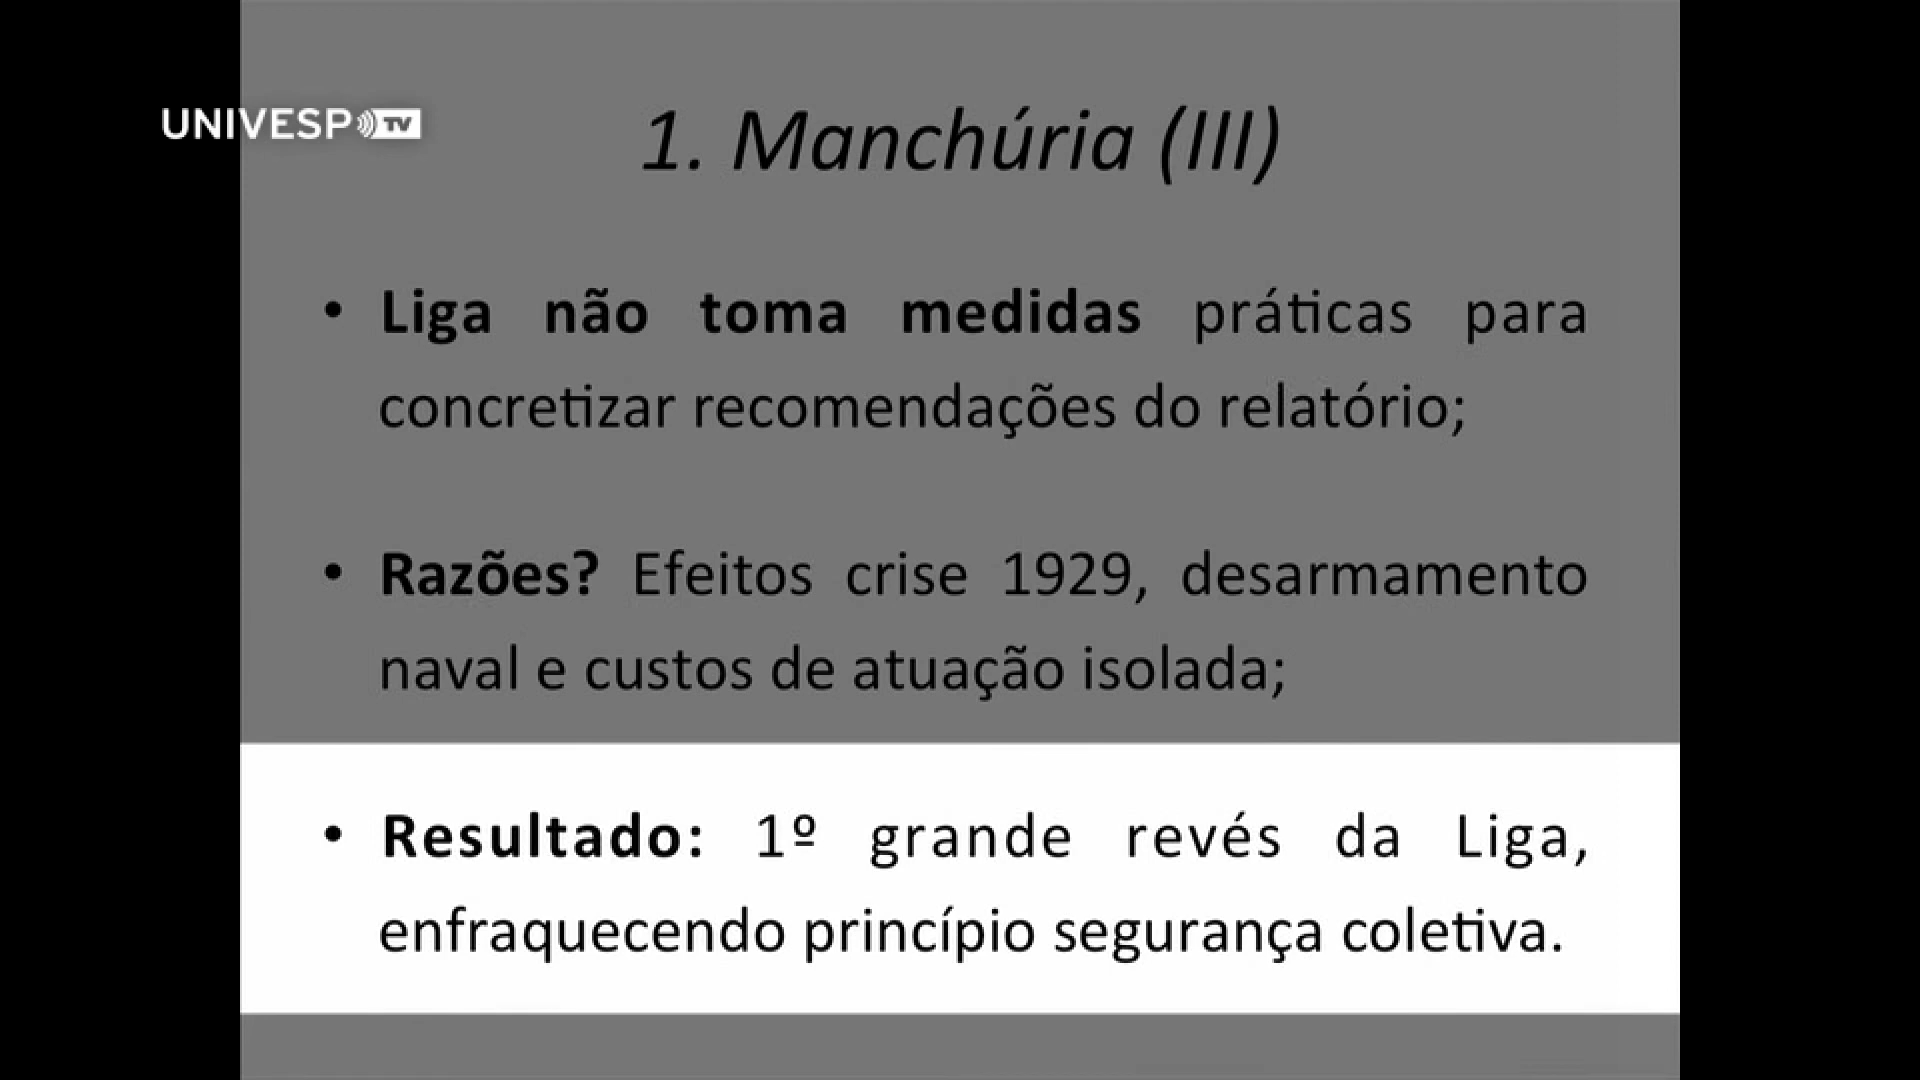 UNIVESP TV
1. Manchúria (III)
• Liga não toma medidas práticas para
concretizar recomendações do relatório;
• Razões? Efeitos crise 1929, desarmamento
naval e custos de atuação isolada;
• Resultado: 1º grande revés da Liga,
enfraquecendo princípio segurança coletiva.